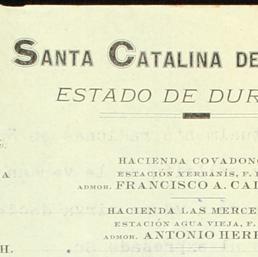 SANTA CATALINA DE
ESTADO DE DUR
HACIENDA COVADON
ESTACIÓN YERBANÍS, F.
ADMOR. FRANCISCO A. CA
HACIENDA LAS MERCE
ESTACIÓN AGUA VIEJA, F.
ADMOR. ANTONIO HER
A
H.